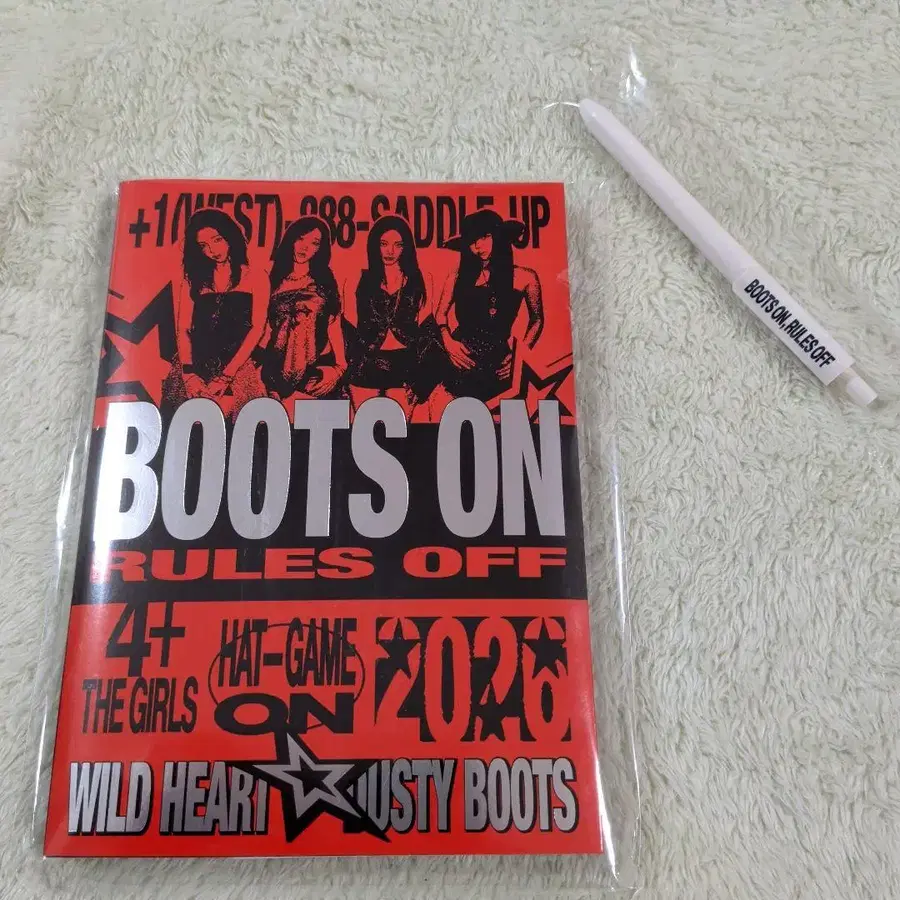 +1(WEST)-988-SADDLE-UP
BOOTS ON
RULES OFF
4+
THE GIRLS
HAT-GAME
ON
2026
WILD HEART
DUSTY BOOTS
BOOTS ON, RULES OFF